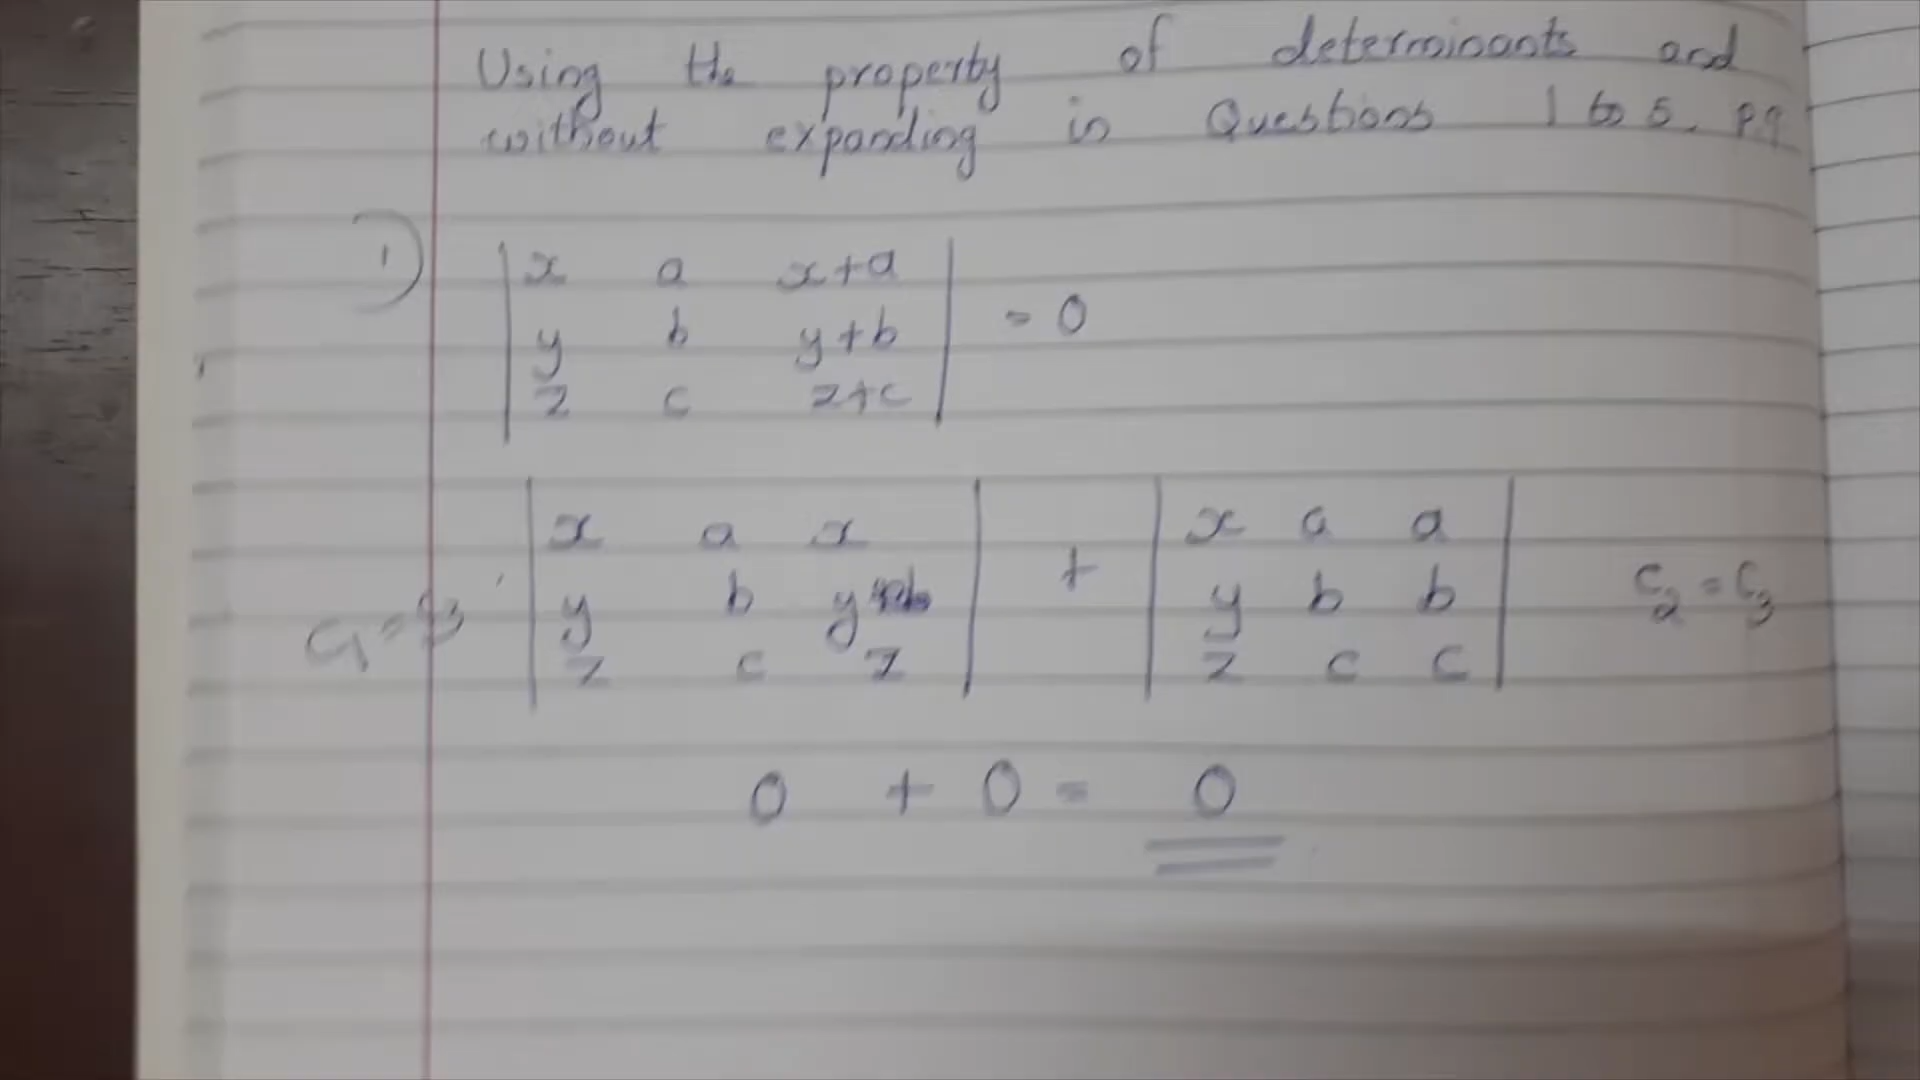 Using the property of determinants and
without expanding in Questions 1 to 5.
1) | x a x+a |
| y b y+b | = 0
| z c z+c |
| x a x | + | x a a |
C1 = C3 | y b y | | y b b | C2 = C3
| z c z | | z c c |
0 + 0 = 0